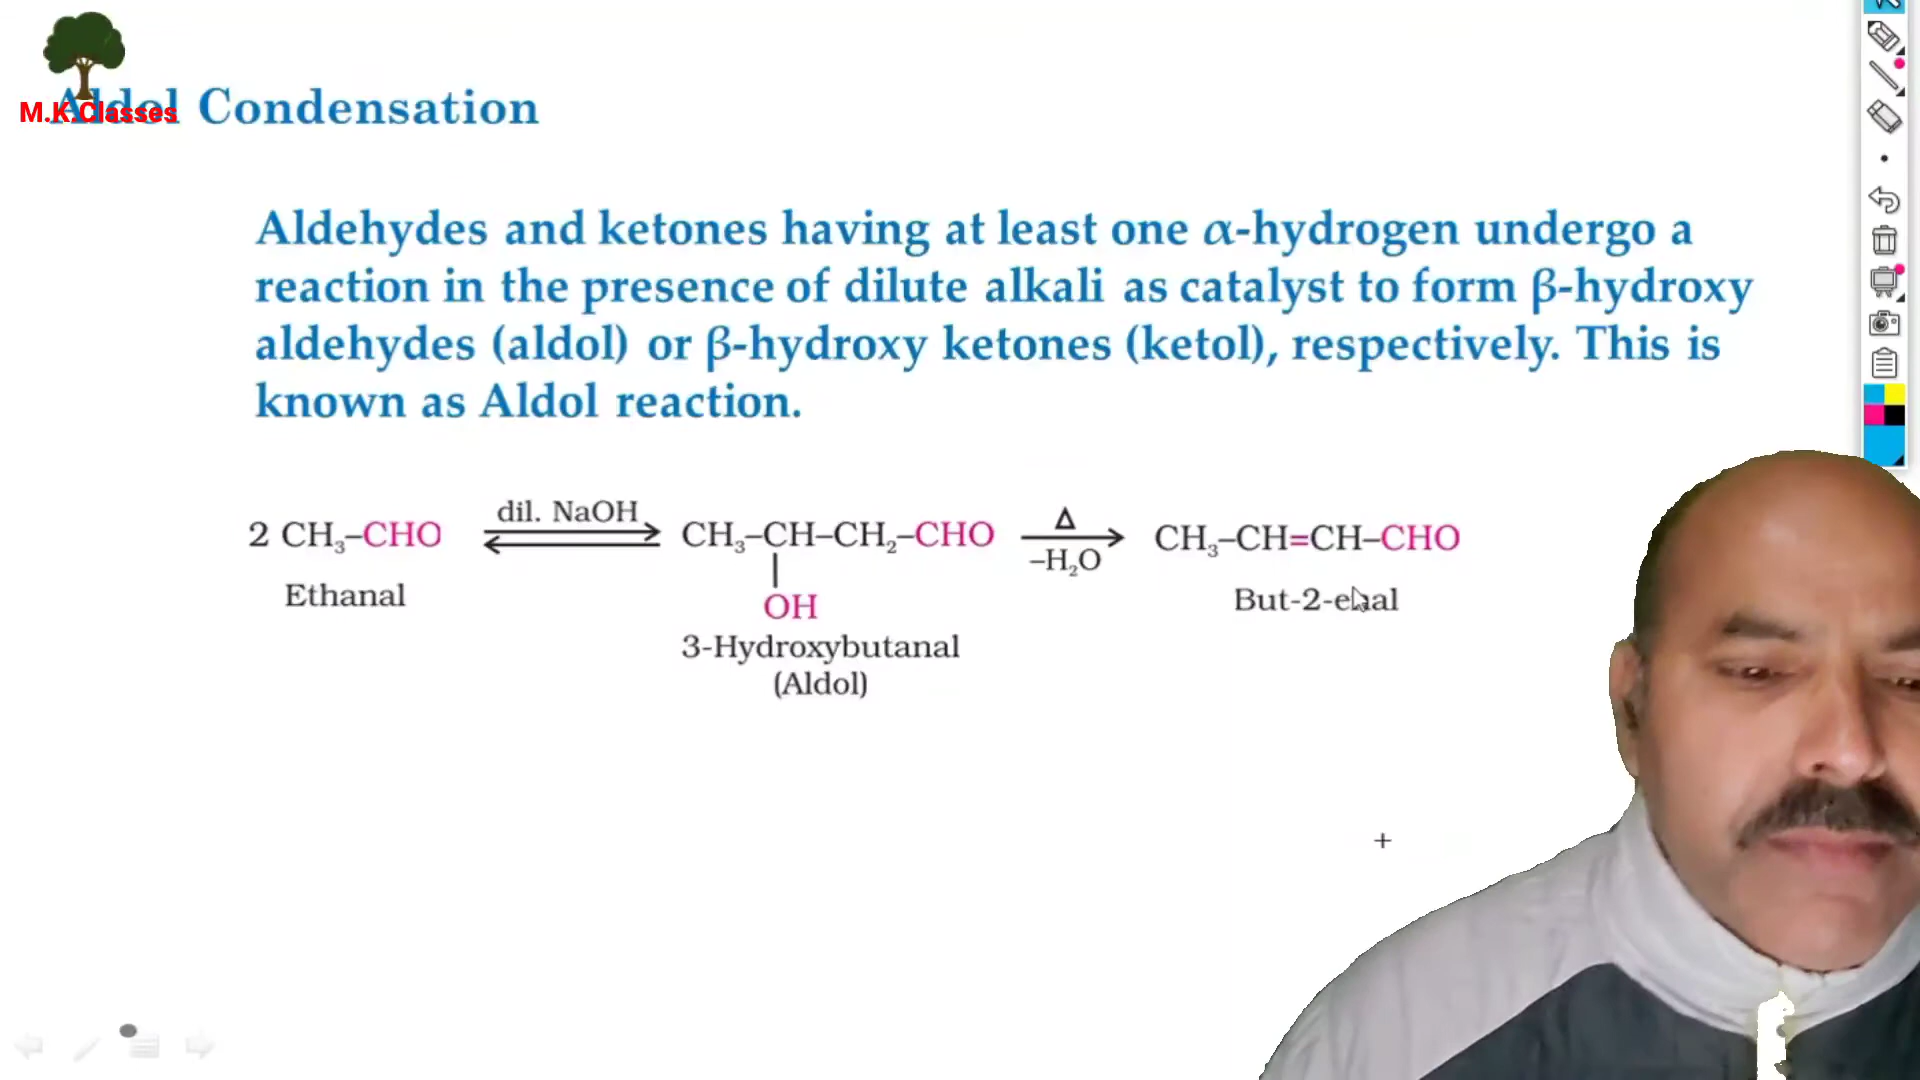 M.K.Classes
Aldol Condensation
Aldehydes and ketones having at least one α-hydrogen undergo a
reaction in the presence of dilute alkali as catalyst to form β-hydroxy
aldehydes (aldol) or β-hydroxy ketones (ketol), respectively. This is
known as Aldol reaction.
2 CH₃–CHO dil. NaOH CH₃–CH–CH₂–CHO Δ CH₃–CH=CH–CHO
–H₂O
OH
Ethanal
But-2-enal
3-Hydroxybutanal
(Aldol)